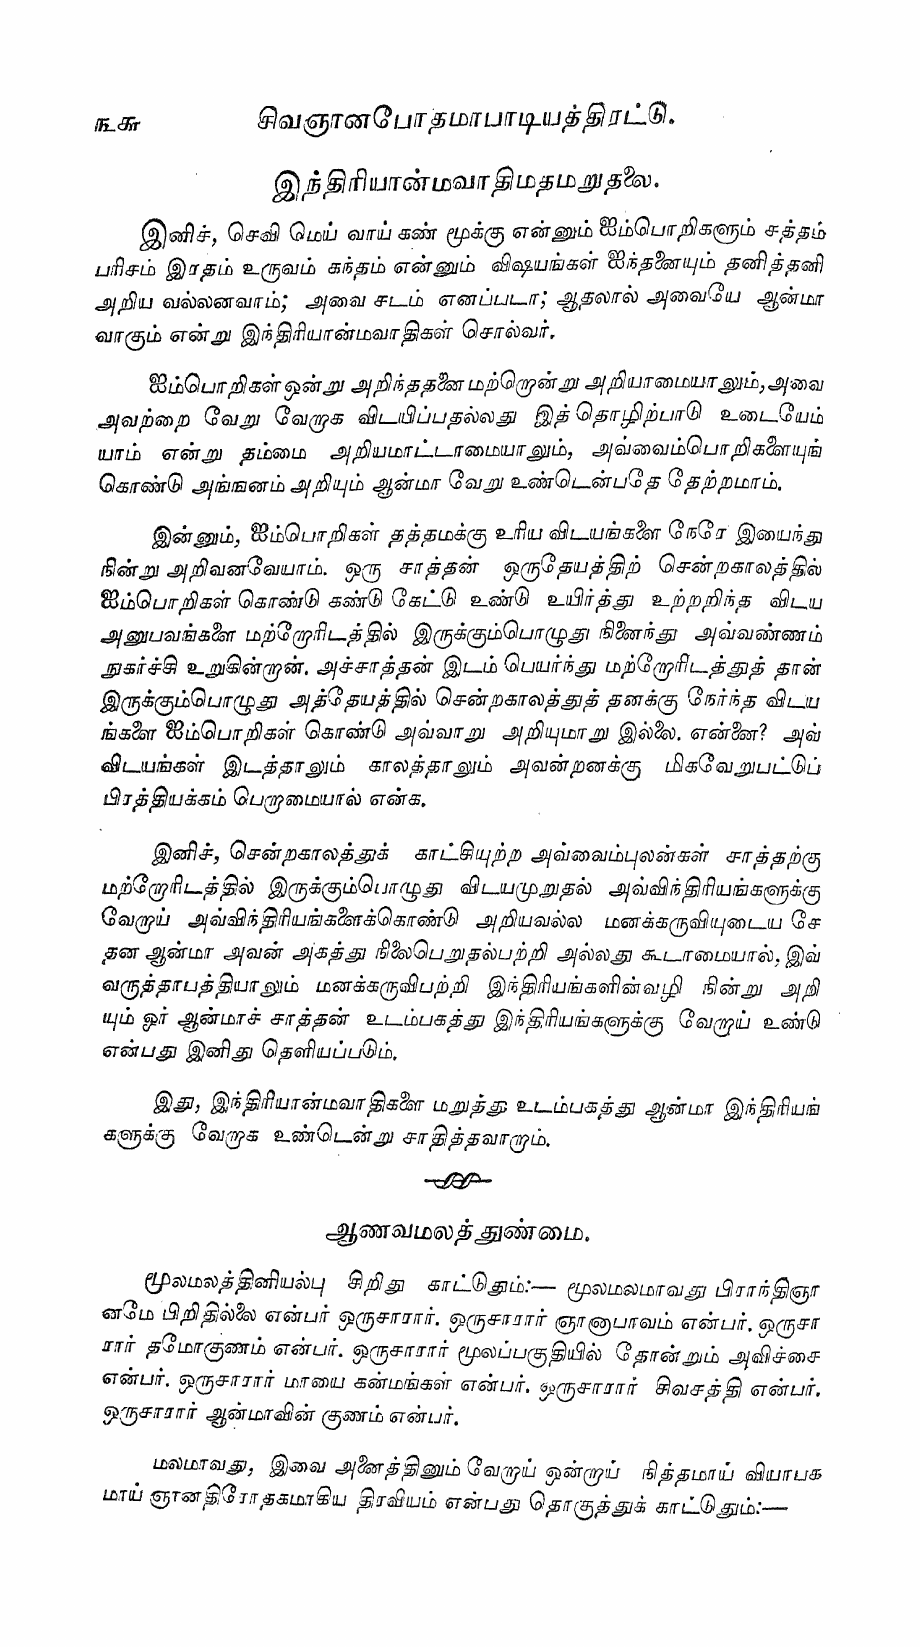 ௩௬ சிவஞானபோதமாபாடியத்திரட்டு.
இந்திரியான்மவாதிமதமறுதலை.
இனிச், செவி மெய் வாய் கண் மூக்கு என்னும் ஐம்பொறிகளும் சத்தம்
பரிசம் இரதம் உருவம் கந்தம் என்னும் விஷயங்கள் ஐந்தனையும் தனித்தனி
அறிய வல்லனவாம்; அவை சடம் எனப்படா; ஆதலால் அவையே ஆன்மா
வாகும் என்று இந்திரியான்மவாதிகள் சொல்வர்.
ஐம்பொறிகள் ஒன்று அறிந்ததனை மற்றொன்று அறியாமையாலும், அவை
அவற்றை வேறு வேறாக விடயிப்பதல்லது இத் தொழிற்பாடு உடையேம்
யாம் என்று தம்மை அறியமாட்டாமையாலும், அவ்வைம்பொறிகளையுங்
கொண்டு அங்ஙனம் அறியும் ஆன்மா வேறு உண்டென்பதே தேற்றமாம்.
இன்னும், ஐம்பொறிகள் தத்தமக்கு உரிய விடயங்களை நேரே இயைந்து
நின்று அறிவனவேயாம். ஒரு சாத்தன் ஒருதேயத்திற் சென்றகாலத்தில்
ஐம்பொறிகள் கொண்டு கண்டு கேட்டு உண்டு உயிர்த்து உற்றறிந்த விடய
அனுபவங்களை மற்றோரிடத்தில் இருக்கும்பொழுது நினைந்து அவ்வண்ணம்
நுகர்ச்சி உறுகின்றான். அச்சாத்தன் இடம் பெயர்ந்து மற்றோரிடத்துத் தான்
இருக்கும்பொழுது அத்தேயத்தில் சென்றகாலத்துத் தனக்கு நேர்ந்த விடய
ங்களை ஐம்பொறிகள் கொண்டு அவ்வாறு அறியுமாறு இல்லை. என்னை? அவ்
விடயங்கள் இடத்தாலும் காலத்தாலும் அவன்றனக்கு மிகவேறுபட்டுப்
பிரத்தியக்கம் பெறாமையால் என்க.
இனிச், சென்றகாலத்துக் காட்சியுற்ற அவ்வைம்புலன்கள் சாத்தற்கு
மற்றோரிடத்தில் இருக்கும்பொழுது விடயமுறுதல் அவ்விந்திரியங்களுக்கு
வேறாய் அவ்விந்திரியங்களைக்கொண்டு அறியவல்ல மனக்கருவியுடைய சே
தன ஆன்மா அவன் அகத்து நிலைபெறுதல்பற்றி அல்லது கூடாமையால், இவ்
வருத்தாபத்தியாலும் மனக்கருவிபற்றி இந்திரியங்களின்வழி நின்று அறி
யும் ஓர் ஆன்மாச் சாத்தன் உடம்பகத்து இந்திரியங்களுக்கு வேறாய் உண்டு
என்பது இனிது தெளியப்படும்.
இது, இந்திரியான்மவாதிகளை மறுத்து உடம்பகத்து ஆன்மா இந்திரியங்
களுக்கு வேறாக உண்டென்று சாதித்தவாறாம்.
ஆணவமலத்துண்மை.
மூலமலத்தினியல்பு சிறிது காட்டுதும்:— மூலமலமாவது பிராந்திஞா
னமே பிறிதில்லை என்பர் ஒருசாரார். ஒருசாரார் ஞானாபாவம் என்பர். ஒருசா
ரார் தமோகுணம் என்பர். ஒருசாரார் மூலப்பகுதியில் தோன்றும் அவிச்சை
என்பர். ஒருசாரார் மாயை கன்மங்கள் என்பர். ஒருசாரார் சிவசத்தி என்பர்.
ஒருசாரார் ஆன்மாவின் குணம் என்பர்.
மலமாவது, இவை அனைத்தினும் வேறாய் ஒன்றாய் நித்தமாய் வியாபக
மாய் ஞானதிரோதகமாகிய திரவியம் என்பது தொகுத்துக் காட்டுதும்:—